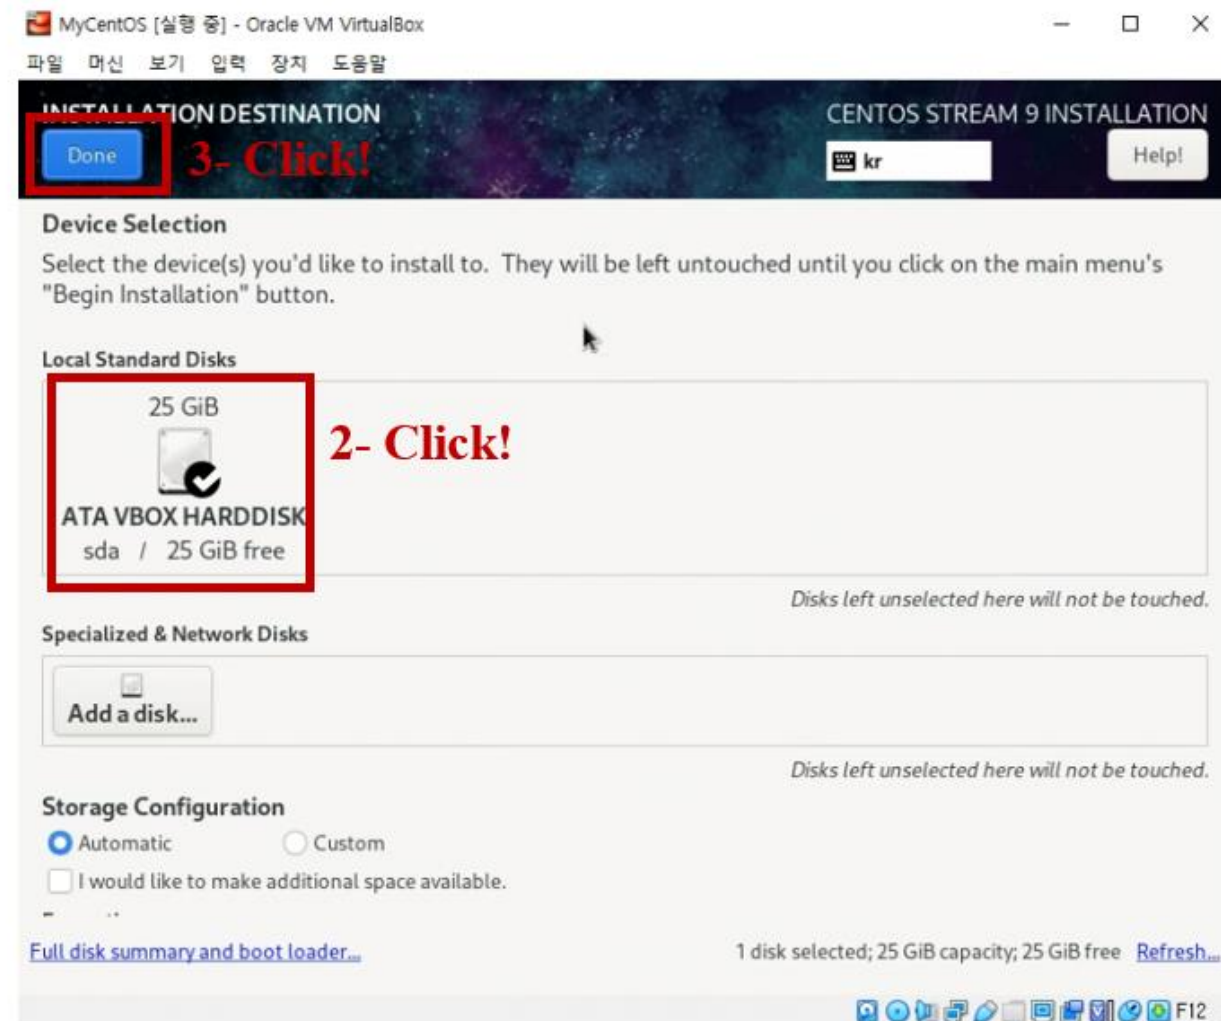 MyCentOS [실행 중] - Oracle VM VirtualBox
파일 머신 보기 입력 장치 도움말
INSTALLATION DESTINATION
CENTOS STREAM 9 INSTALLATION
Done
3- Click!
kr
Help!
Device Selection
Select the device(s) you'd like to install to. They will be left untouched until you click on the main menu's
"Begin Installation" button.
Local Standard Disks
25 GiB
2- Click!
ATA VBOX HARDDISK
sda / 25 GiB free
Disks left unselected here will not be touched.
Specialized & Network Disks
Add a disk...
Disks left unselected here will not be touched.
Storage Configuration
Automatic Custom
I would like to make additional space available.
Full disk summary and boot loader...
1 disk selected; 25 GiB capacity; 25 GiB free Refresh...
F12